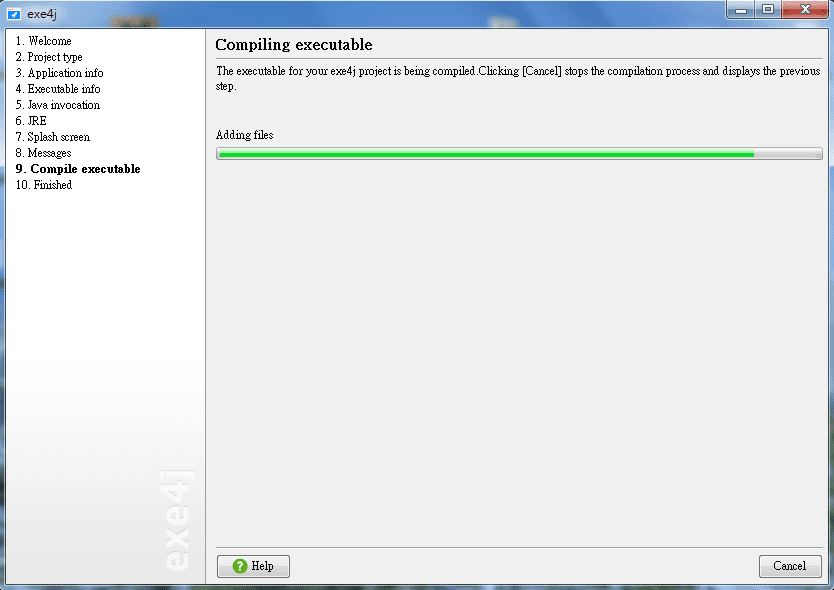 exe4j
1. Welcome
2. Project type
3. Application info
4. Executable info
5. Java invocation
6. JRE
7. Splash screen
8. Messages
9. Compile executable
10. Finished
exe4j
Compiling executable
The executable for your exe4j project is being compiled.Clicking [Cancel] stops the compilation process and displays the previous
step.
Adding files
Help
Cancel